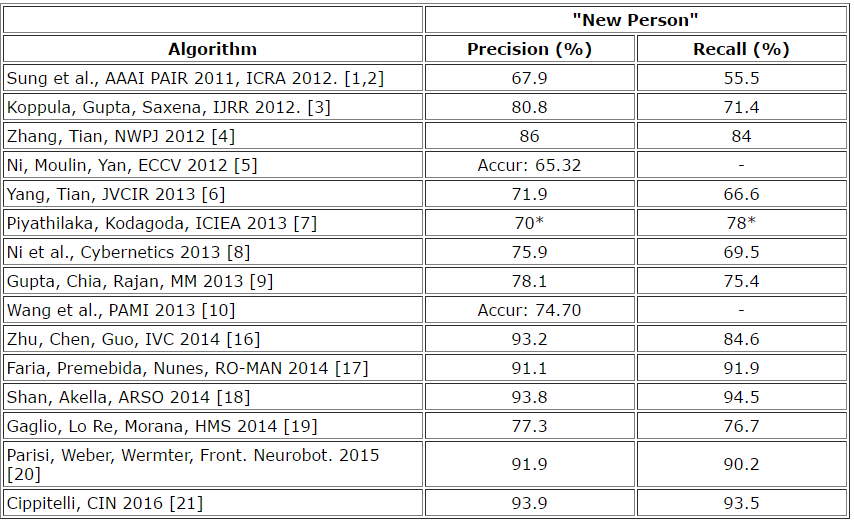 "New Person"
Algorithm Precision (%) Recall (%)
Sung et al., AAAI PAIR 2011, ICRA 2012. [1,2] 67.9 55.5
Koppula, Gupta, Saxena, IJRR 2012. [3] 80.8 71.4
Zhang, Tian, NWPJ 2012 [4] 86 84
Ni, Moulin, Yan, ECCV 2012 [5] Accur: 65.32 -
Yang, Tian, JVCIR 2013 [6] 71.9 66.6
Piyathilaka, Kodagoda, ICIEA 2013 [7] 70* 78*
Ni et al., Cybernetics 2013 [8] 75.9 69.5
Gupta, Chia, Rajan, MM 2013 [9] 78.1 75.4
Wang et al., PAMI 2013 [10] Accur: 74.70 -
Zhu, Chen, Guo, IVC 2014 [16] 93.2 84.6
Faria, Premebida, Nunes, RO-MAN 2014 [17] 91.1 91.9
Shan, Akella, ARSO 2014 [18] 93.8 94.5
Gaglio, Lo Re, Morana, HMS 2014 [19] 77.3 76.7
Parisi, Weber, Wermter, Front. Neurobot. 2015
[20] 91.9 90.2
Cippitelli, CIN 2016 [21] 93.9 93.5